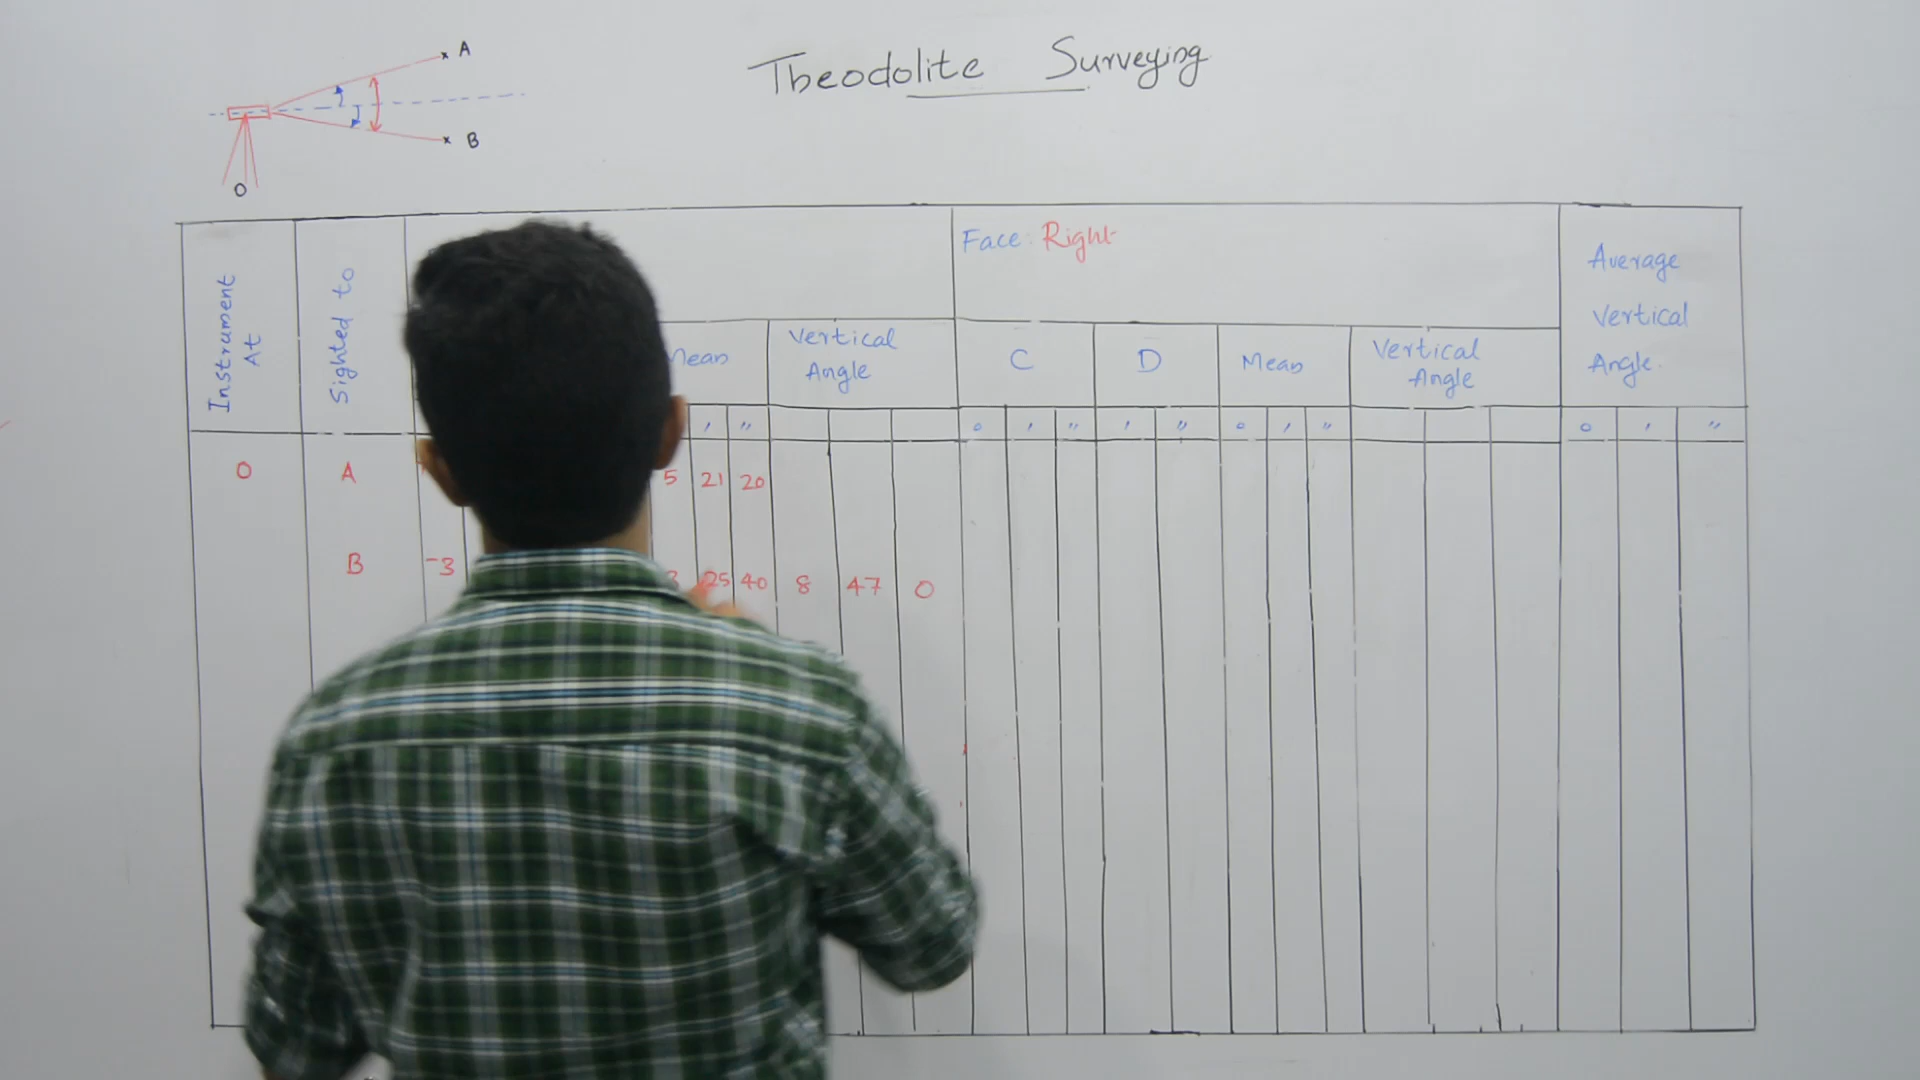 Theodolite Surveying
A
B
O
Instrument At
Sighted to
Face: Right
Average
Vertical
Angle.
Mean
Vertical
Angle
C
D
Mean
Vertical
Angle
' "
° ' " ' " ° ' "
° ' "
O A 5 21 20
B -3 25 40 8 47 0